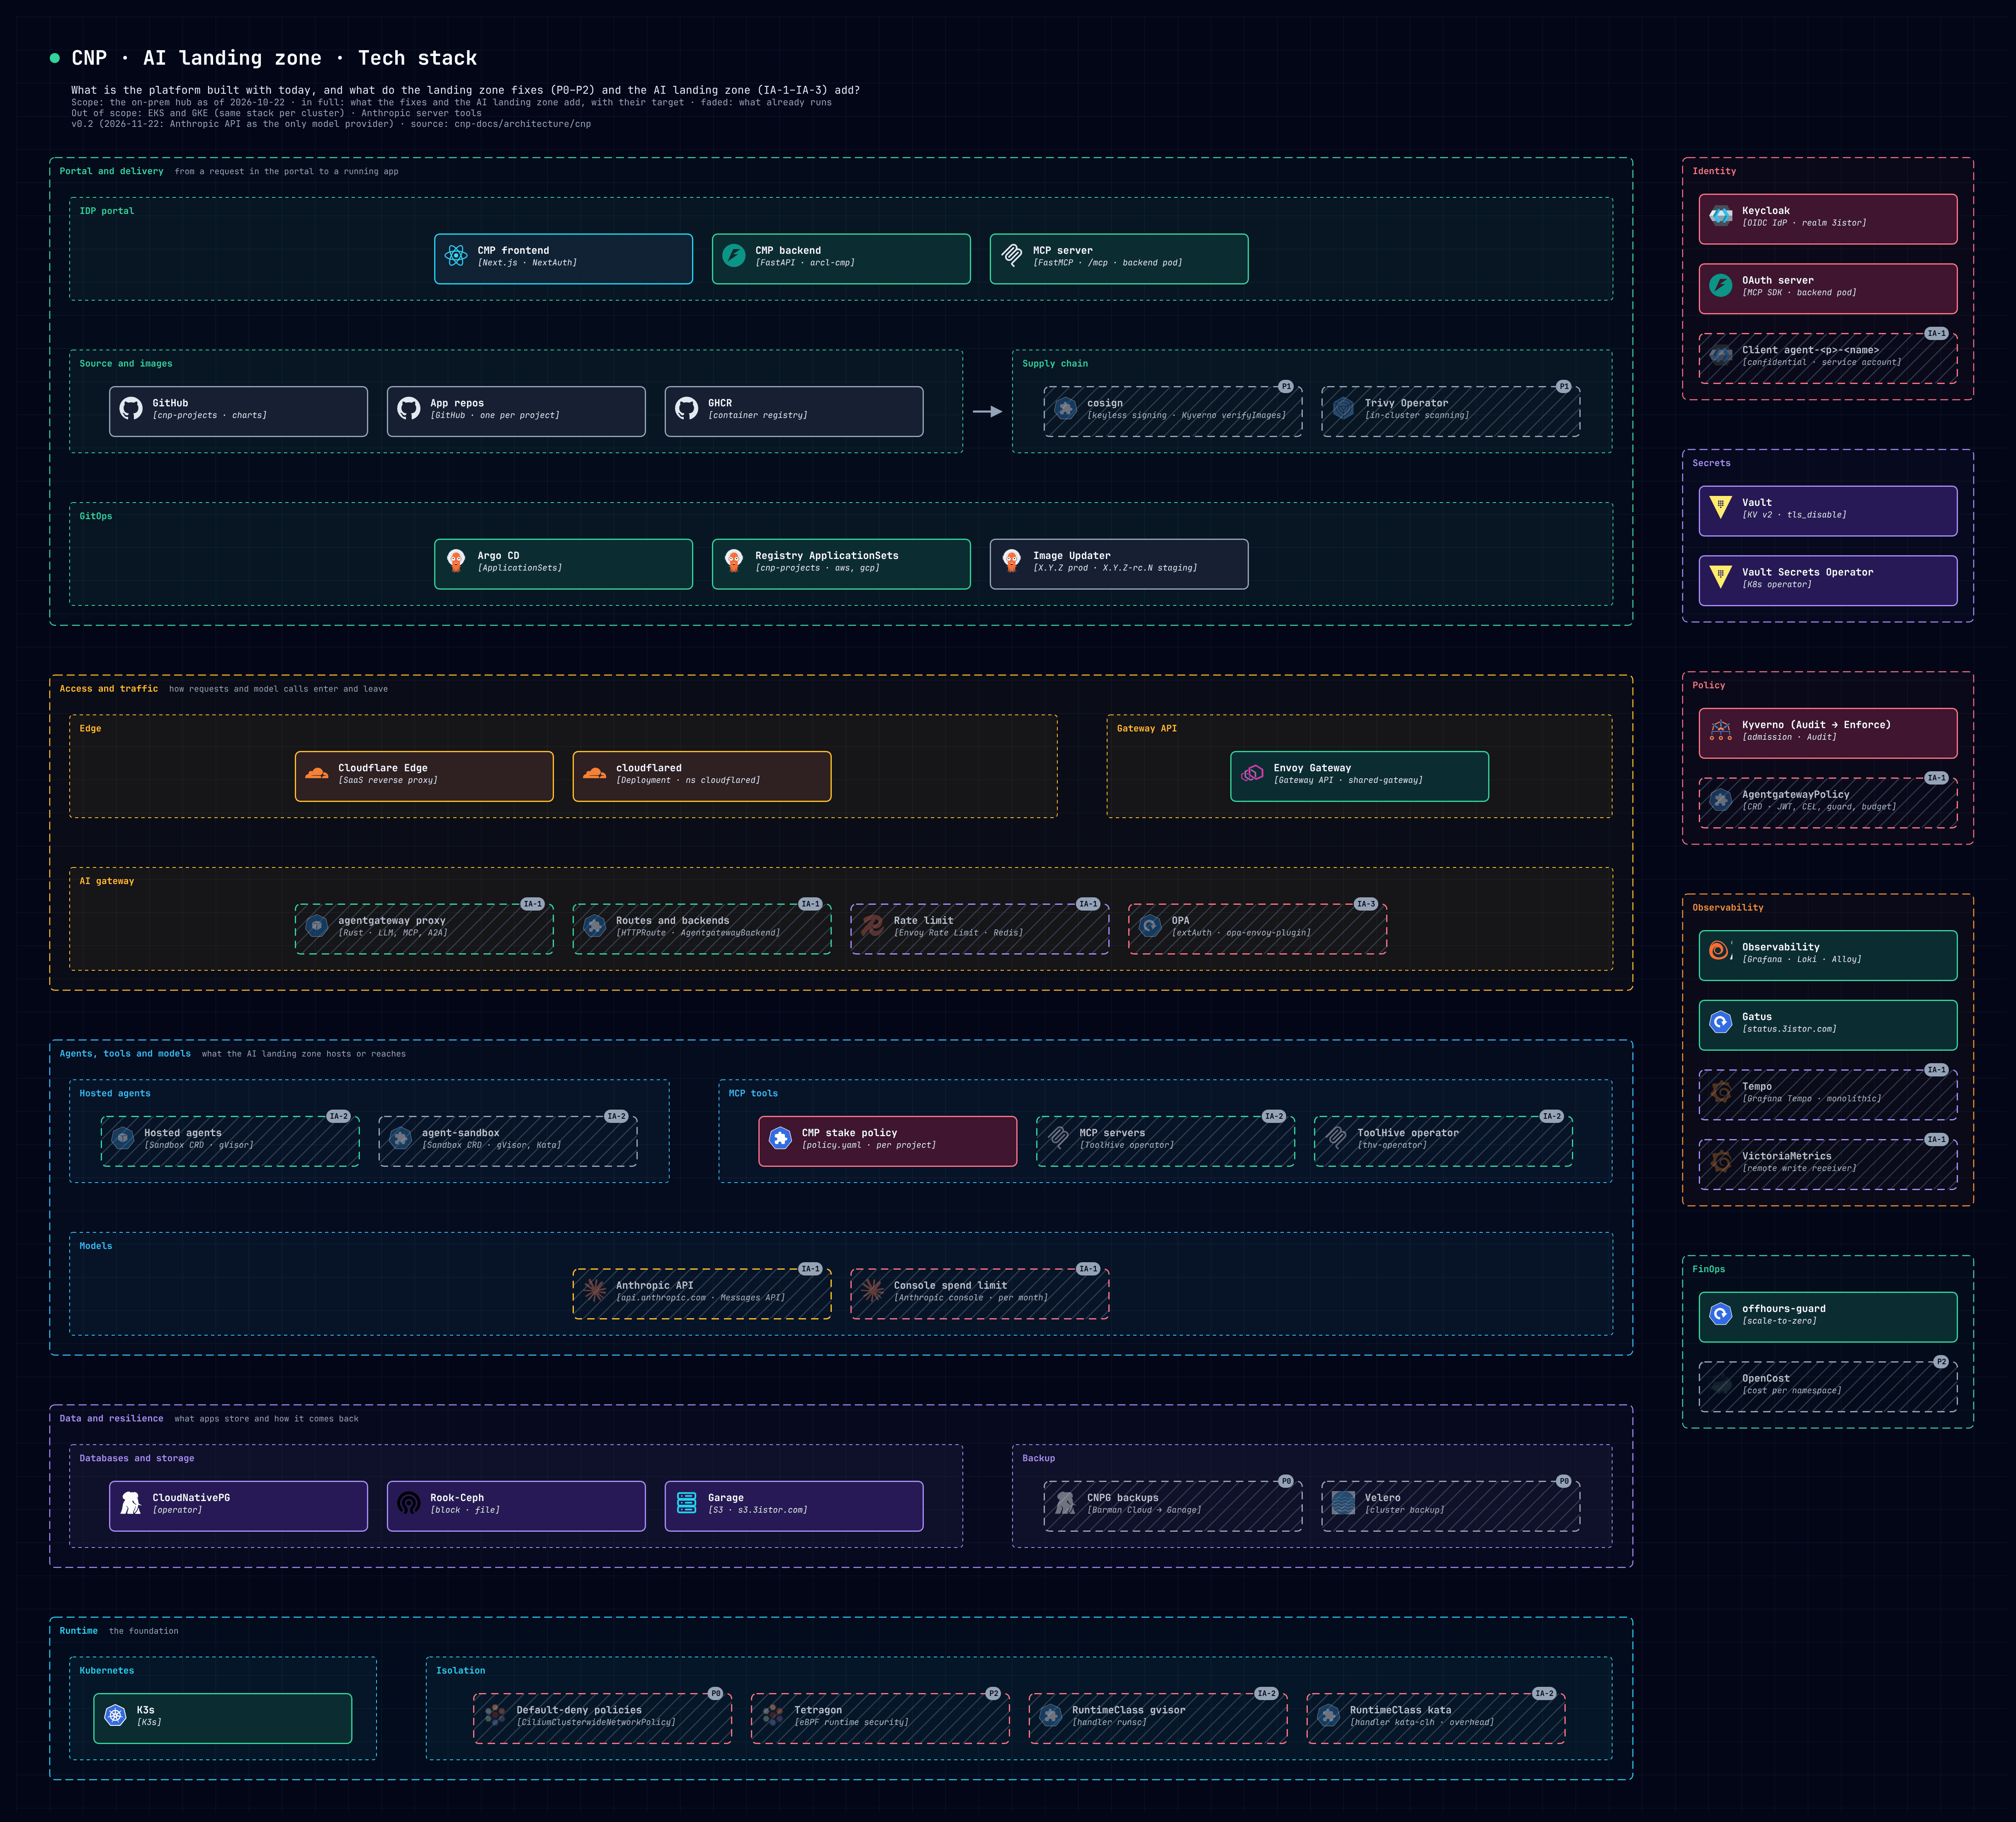 CNP · AI landing zone · Tech stack
What is the platform built with today, and what do the landing zone fixes (P0–P2) and the AI landing zone (IA-1–IA-3) add?
Scope: the on-prem hub as of 2026-10-22 · in full: what the fixes and the AI landing zone add, with their target · faded: what already runs
Out of scope: EKS and GKE (same stack per cluster) · Anthropic server tools
v0.2 (2026-11-22: Anthropic API as the only model provider) · source: cnp-docs/architecture/cnp
Portal and delivery from a request in the portal to a running app
IDP portal
CMP frontend
[Next.js · NextAuth]
CMP backend
[FastAPI · arcl-cmp]
MCP server
[FastMCP · /mcp · backend pod]
Source and images
GitHub
[cnp-projects · charts]
App repos
[GitHub · one per project]
GHCR
[container registry]
Supply chain
P1
cosign
[keyless signing · Kyverno verifyImages]
P1
Trivy Operator
[in-cluster scanning]
GitOps
Argo CD
[ApplicationSets]
Registry ApplicationSets
[cnp-projects · aws, gcp]
Image Updater
[X.Y.Z prod · X.Y.Z-rc.N staging]
Access and traffic how requests and model calls enter and leave
Edge
Cloudflare Edge
[SaaS reverse proxy]
cloudflared
[Deployment · ns cloudflared]
Gateway API
Envoy Gateway
[Gateway API · shared-gateway]
AI gateway
IA-1
agentgateway proxy
[Rust · LLM, MCP, A2A]
IA-1
Routes and backends
[HTTPRoute · AgentgatewayBackend]
IA-1
Rate limit
[Envoy Rate Limit · Redis]
IA-3
OPA
[extAuth · opa-envoy-plugin]
Agents, tools and models what the AI landing zone hosts or reaches
Hosted agents
IA-2
Hosted agents
[Sandbox CRD · gVisor]
IA-2
agent-sandbox
[Sandbox CRD · gVisor, Kata]
MCP tools
CMP stake policy
[policy.yaml · per project]
IA-2
MCP servers
[ToolHive operator]
IA-2
ToolHive operator
[thv-operator]
Models
IA-1
Anthropic API
[api.anthropic.com · Messages API]
IA-1
Console spend limit
[Anthropic console · per month]
Data and resilience what apps store and how it comes back
Databases and storage
CloudNativePG
[operator]
Rook-Ceph
[block · file]
Garage
[S3 · s3.3istor.com]
Backup
P0
CNPG backups
[Barman Cloud → Garage]
P0
Velero
[cluster backup]
Runtime the foundation
Kubernetes
K3s
[K3s]
Isolation
P0
Default-deny policies
[CiliumClusterwideNetworkPolicy]
P2
Tetragon
[eBPF runtime security]
IA-2
RuntimeClass gvisor
[handler runsc]
IA-2
RuntimeClass kata
[handler kata-clh · overhead]
Identity
Keycloak
[OIDC IdP · realm 3istor]
OAuth server
[MCP SDK · backend pod]
IA-1
Client agent-<p>-<name>
[confidential · service account]
Secrets
Vault
[KV v2 · tls_disable]
Vault Secrets Operator
[K8s operator]
Policy
Kyverno (Audit → Enforce)
[admission · Audit]
IA-1
AgentgatewayPolicy
[CRD · JWT, CEL, guard, budget]
Observability
Observability
[Grafana · Loki · Alloy]
Gatus
[status.3istor.com]
IA-1
Tempo
[Grafana Tempo · monolithic]
IA-1
VictoriaMetrics
[remote write receiver]
FinOps
offhours-guard
[scale-to-zero]
P2
OpenCost
[cost per namespace]